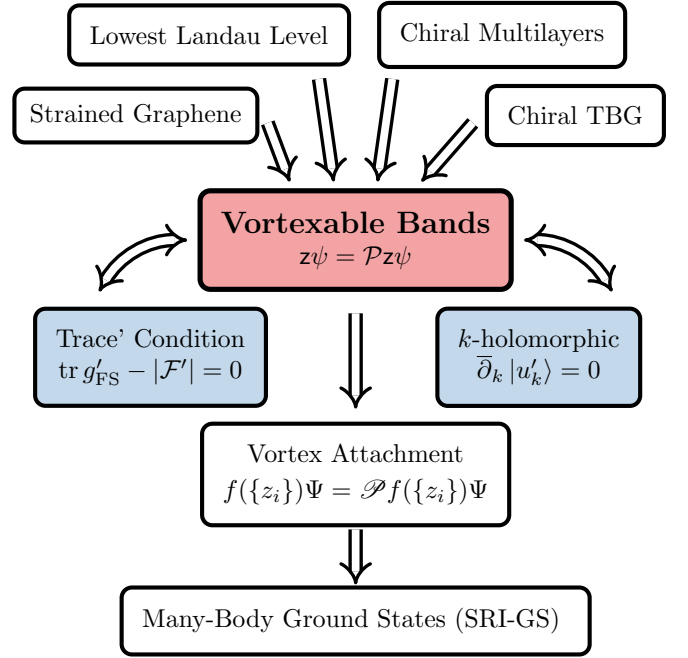 Lowest Landau Level
Chiral Multilayers
Strained Graphene
Chiral TBG
Vortexable Bands
𝗓ψ = 𝒫𝗓ψ
Trace' Condition
tr g′_FS − |ℱ′| = 0
k-holomorphic
∂̅_k |u′_k⟩ = 0
Vortex Attachment
f({z_i})Ψ = 𝒫f({z_i})Ψ
Many-Body Ground States (SRI-GS)